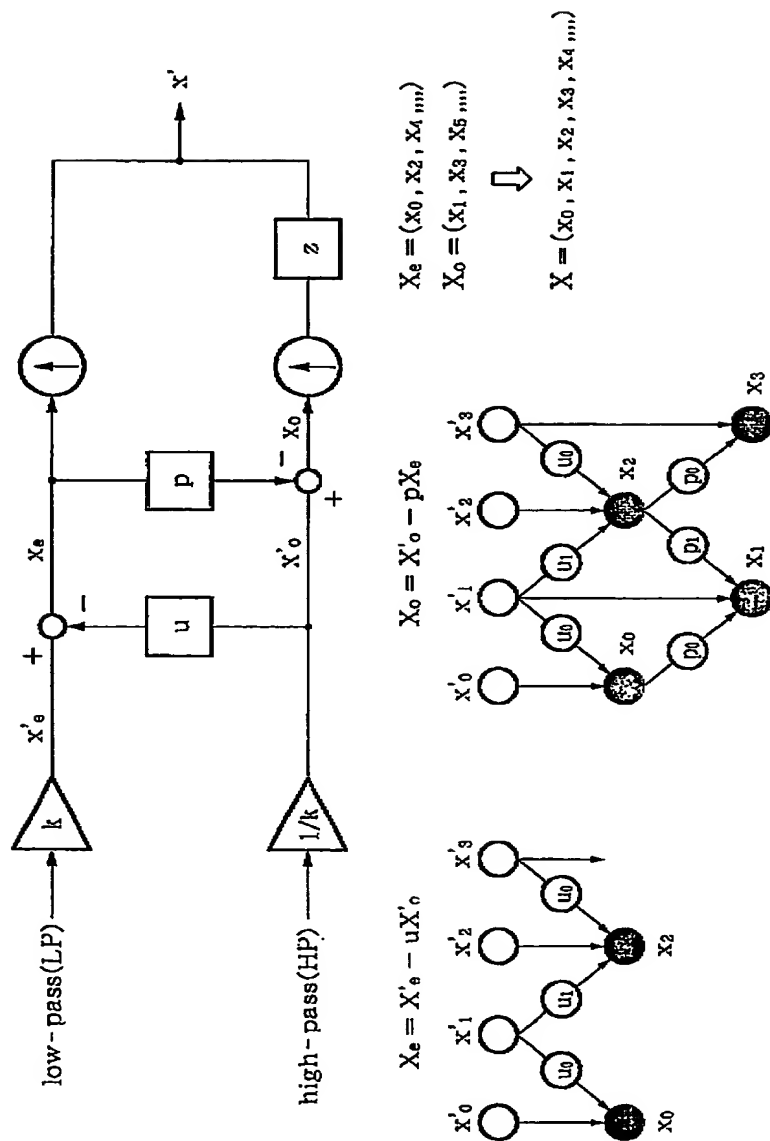 low-pass(LP)
k
x'e
+
−
xe
u
p
high-pass(HP)
1/k
x'o
+
−
xo
z
x'
Xe = X'e − uX'o
x'0 x'1 x'2 x'3
u0 u1 u0
x0 x2
Xo = X'o − pXe
x'0 x'1 x'2 x'3
u0 u1 u0
x0 x2
p0 p1 p0
x1 x3
Xe = (x0, x2, x4,,,,)
Xo = (x1, x3, x5,,,,)
X = (x0, x1, x2, x3, x4,,,,)